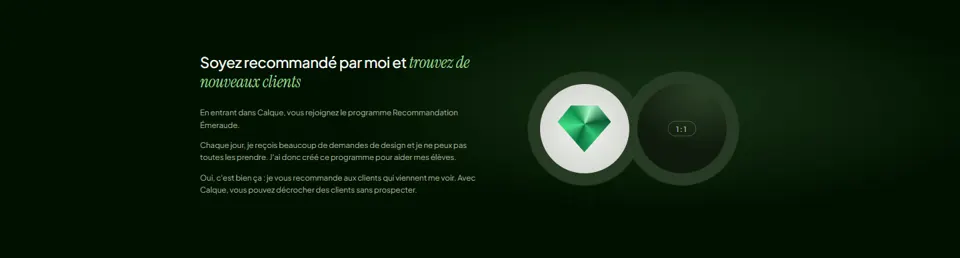 Soyez recommandé par moi et trouvez de
nouveaux clients
En entrant dans Calque, vous rejoignez le programme Recommandation
Émeraude.
Chaque jour, je reçois beaucoup de demandes de design et je ne peux pas
toutes les prendre. J'ai donc créé ce programme pour aider mes élèves.
Oui, c'est bien ça : je vous recommande aux clients qui viennent me voir. Avec
Calque, vous pouvez décrocher des clients sans prospecter.
1:1